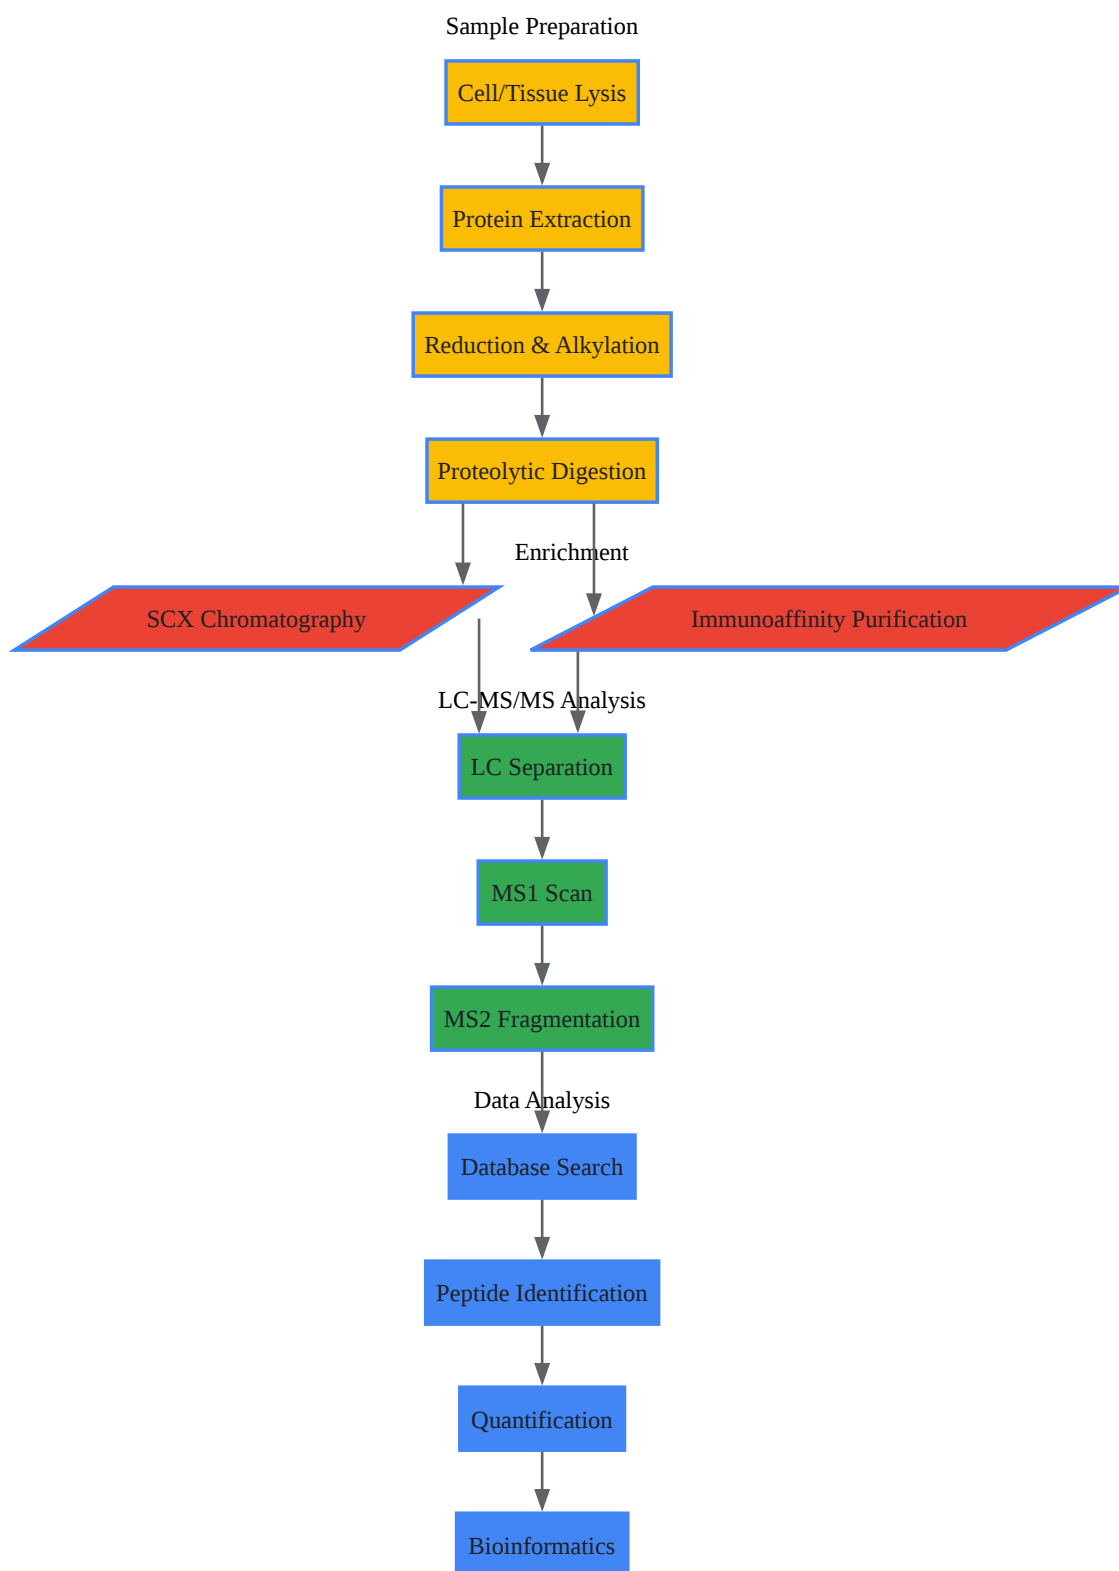 Sample Preparation
Cell/Tissue Lysis
Protein Extraction
Reduction & Alkylation
Proteolytic Digestion
Enrichment
SCX Chromatography
Immunoaffinity Purification
LC-MS/MS Analysis
LC Separation
MS1 Scan
MS2 Fragmentation
Data Analysis
Database Search
Peptide Identification
Quantification
Bioinformatics